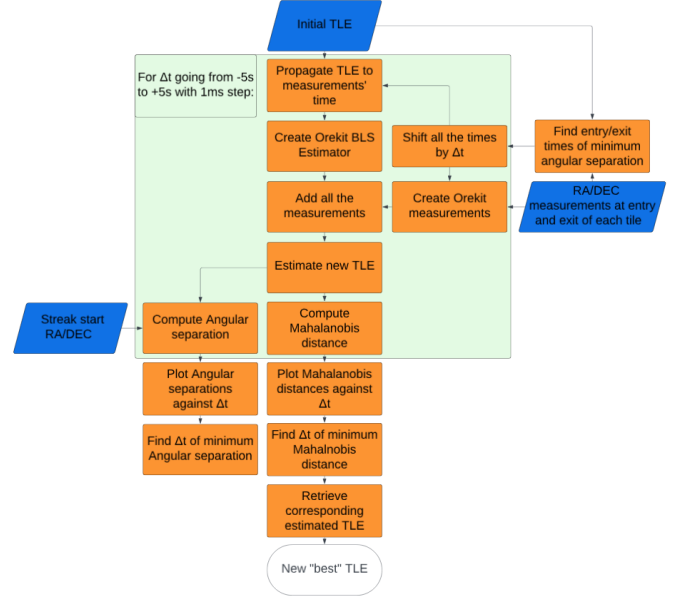 Initial TLE
For Δt going from -5s
to +5s with 1ms step:
Propagate TLE to
measurements'
time
Create Orekit BLS
Estimator
Shift all the times
by Δt
Find entry/exit
times of minimum
angular separation
Add all the
measurements
Create Orekit
measurements
RA/DEC
measurements at entry
and exit of each tile
Estimate new TLE
Streak start
RA/DEC
Compute Angular
separation
Compute
Mahalanobis
distance
Plot Angular
separations
against Δt
Plot Mahalanobis
distances against
Δt
Find Δt of minimum
Angular separation
Find Δt of minimum
Mahalnobis
distance
Retrieve
corresponding
estimated TLE
New "best" TLE